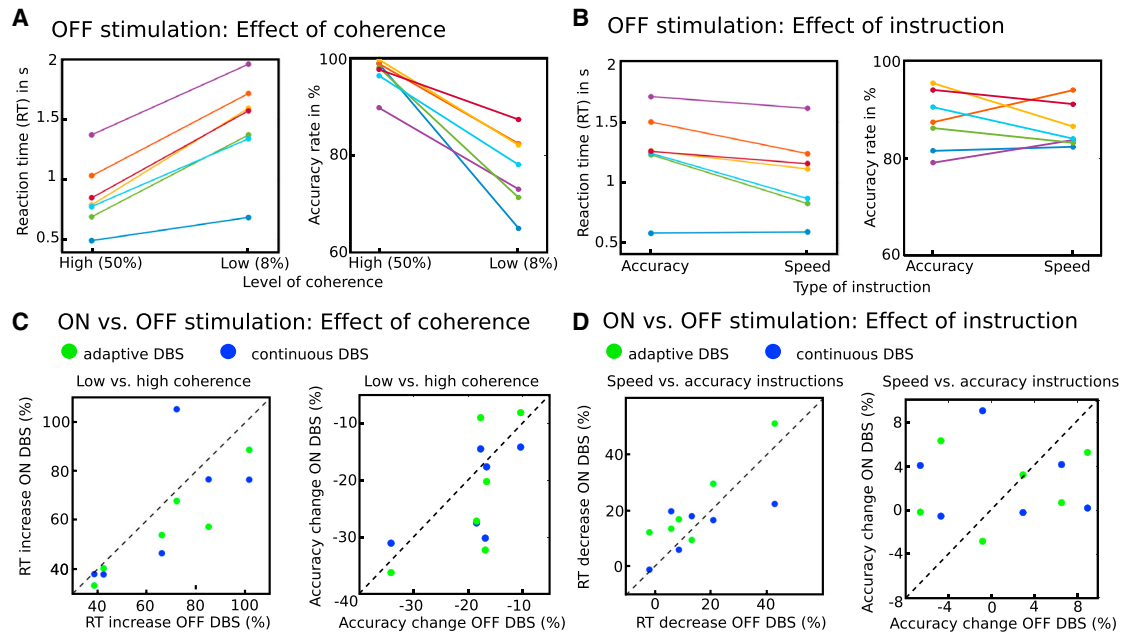 A OFF stimulation: Effect of coherence
Reaction time (RT) in s
2
1.5
1
0.5
High (50%) Low (8%)
Accuracy rate in %
100
80
60
High (50%) Low (8%)
Level of coherence
B OFF stimulation: Effect of instruction
Reaction time (RT) in s
2
1.5
1
0.5
Accuracy Speed
Accuracy rate in %
100
80
60
Accuracy Speed
Type of instruction
C ON vs. OFF stimulation: Effect of coherence
adaptive DBS continuous DBS
Low vs. high coherence
RT increase ON DBS (%)
100
80
60
40
40 60 80 100
RT increase OFF DBS (%)
Low vs. high coherence
Accuracy change ON DBS (%)
-10
-20
-30
-40
-30 -20 -10
Accuracy change OFF DBS (%)
D ON vs. OFF stimulation: Effect of instruction
adaptive DBS continuous DBS
Speed vs. accuracy instructions
RT decrease ON DBS (%)
40
20
0
0 20 40
RT decrease OFF DBS (%)
Speed vs. accuracy instructions
Accuracy change ON DBS (%)
8
4
0
-4
-8
-4 0 4 8
Accuracy change OFF DBS (%)